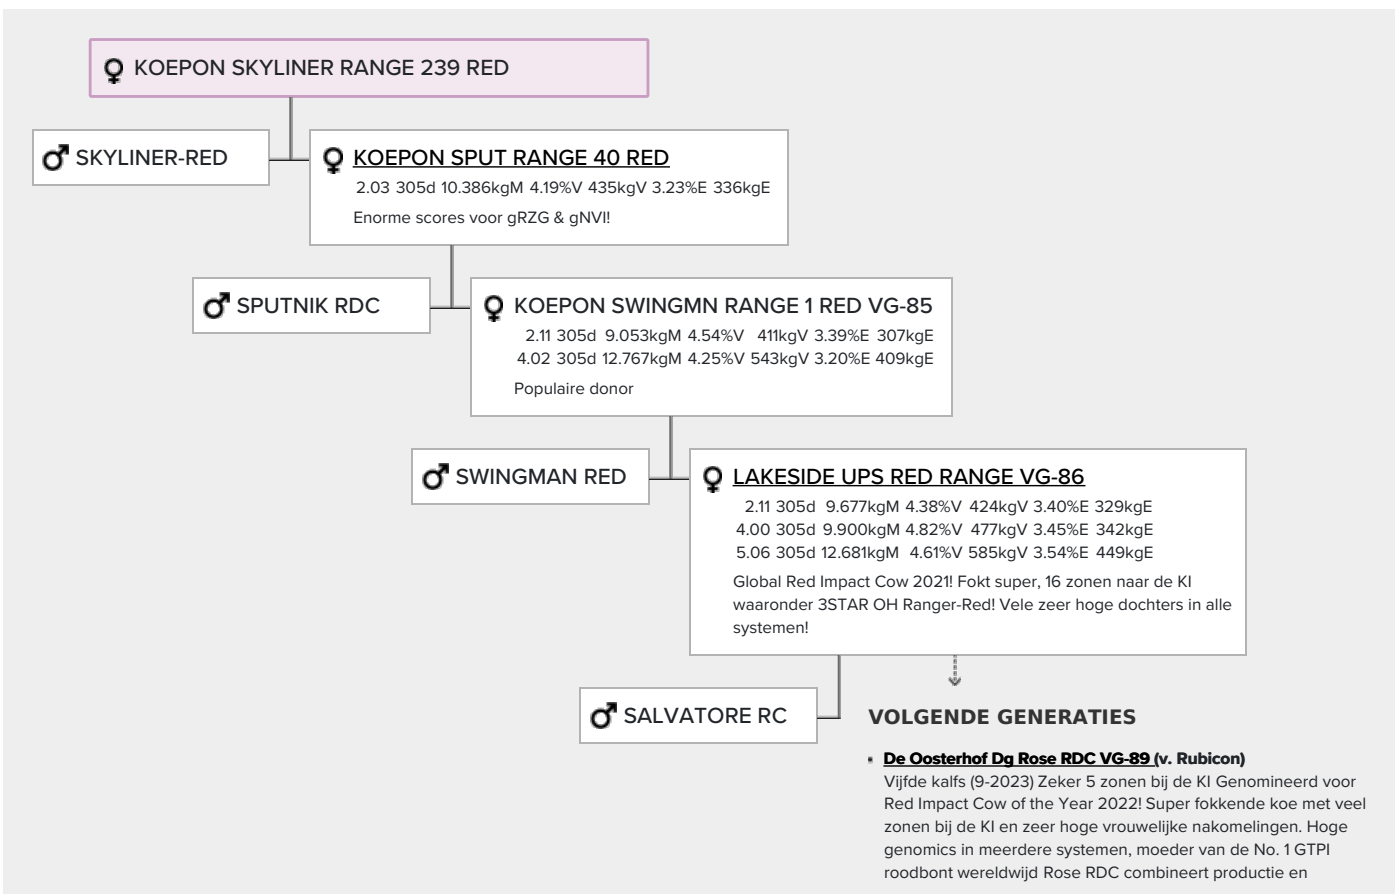 KOEPON SKYLINER RANGE 239 RED
SKYLINER-RED
KOEPON SPUT RANGE 40 RED
2.03 305d 10.386kgM 4.19%V 435kgV 3.23%E 336kgE
Enorme scores voor gRZG & gNVI!
SPUTNIK RDC
KOEPON SWINGMN RANGE 1 RED VG-85
2.11 305d 9.053kgM 4.54%V 411kgV 3.39%E 307kgE
4.02 305d 12.767kgM 4.25%V 543kgV 3.20%E 409kgE
Populaire donor
SWINGMAN RED
LAKESIDE UPS RED RANGE VG-86
2.11 305d 9.677kgM 4.38%V 424kgV 3.40%E 329kgE
4.00 305d 9.900kgM 4.82%V 477kgV 3.45%E 342kgE
5.06 305d 12.681kgM 4.61%V 585kgV 3.54%E 449kgE
Global Red Impact Cow 2021! Fokt super, 16 zonen naar de KI
waaronder 3STAR OH Ranger-Red! Vele zeer hoge dochters in alle
systemen!
SALVATORE RC
VOLGENDE GENERATIES
De Oosterhof Dg Rose RDC VG-89 (v. Rubicon)
Vijfde kalfs (9-2023) Zeker 5 zonen bij de KI Genomineerd voor
Red Impact Cow of the Year 2022! Super fokkende koe met veel
zonen bij de KI en zeer hoge vrouwelijke nakomelingen. Hoge
genomics in meerdere systemen, moeder van de No. 1 GTPI
roodbont wereldwijd Rose RDC combineert productie en